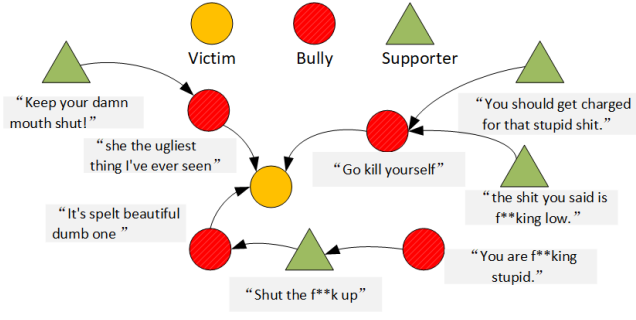 Victim
Bully
Supporter
“Keep your damn
mouth shut!”
“You should get charged
for that stupid shit.”
“she the ugliest
thing I've ever seen”
“Go kill yourself”
“the shit you said is
f**king low.”
“It's spelt beautiful
dumb one ”
“You are f**king
stupid.”
“Shut the f**k up”